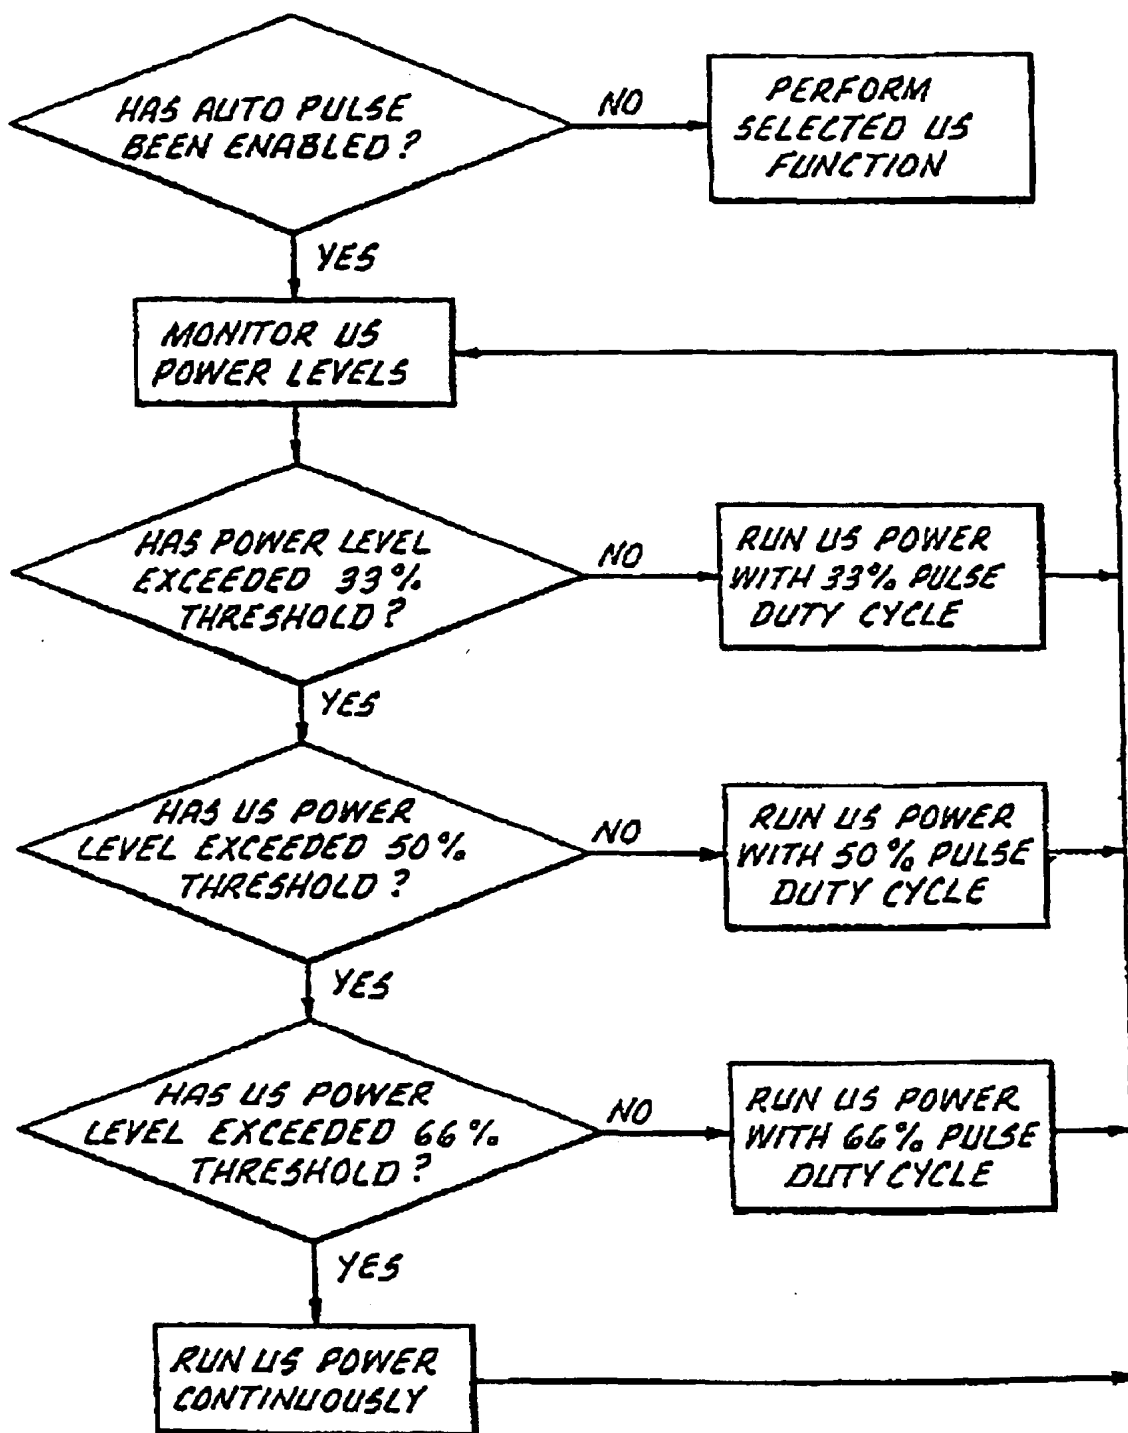 HAS AUTO PULSE
BEEN ENABLED?
NO
PERFORM
SELECTED US
FUNCTION
YES
MONITOR US
POWER LEVELS
HAS POWER LEVEL
EXCEEDED 33%
THRESHOLD?
NO
RUN US POWER
WITH 33% PULSE
DUTY CYCLE
YES
HAS US POWER
LEVEL EXCEEDED 50%
THRESHOLD?
NO
RUN US POWER
WITH 50% PULSE
DUTY CYCLE
YES
HAS US POWER
LEVEL EXCEEDED 66%
THRESHOLD?
NO
RUN US POWER
WITH 66% PULSE
DUTY CYCLE
YES
RUN US POWER
CONTINUOUSLY